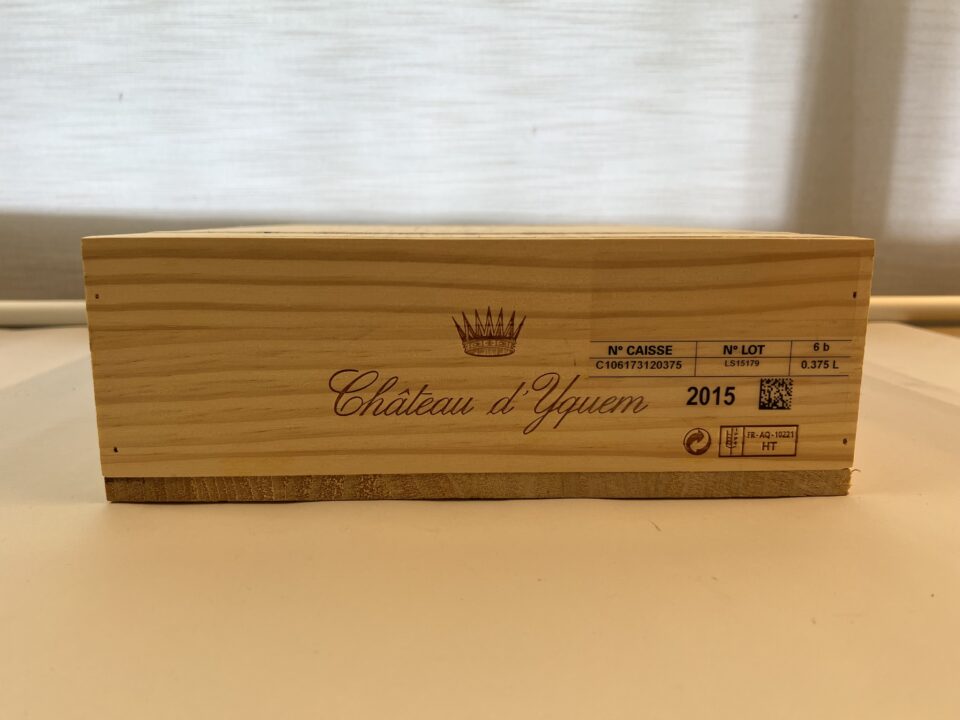 Château d'Yquem
N° CAISSE N° LOT 6 b
C106173120375 LS15179 0.375 L
2015
FR-AQ-10221
HT